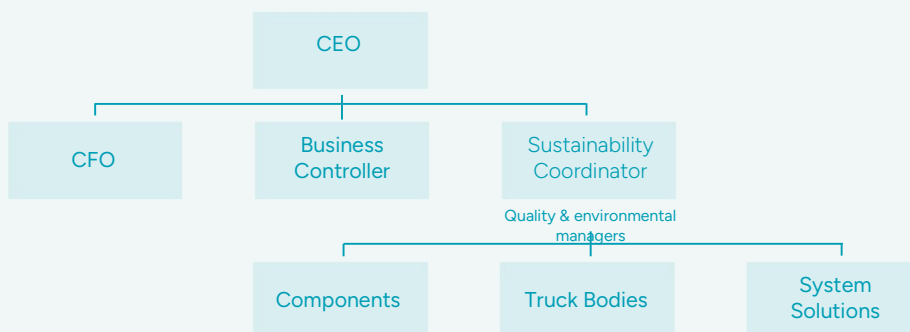 CEO
CFO
Business
Controller
Sustainability
Coordinator
Quality & environmental
managers
Components
Truck Bodies
System
Solutions